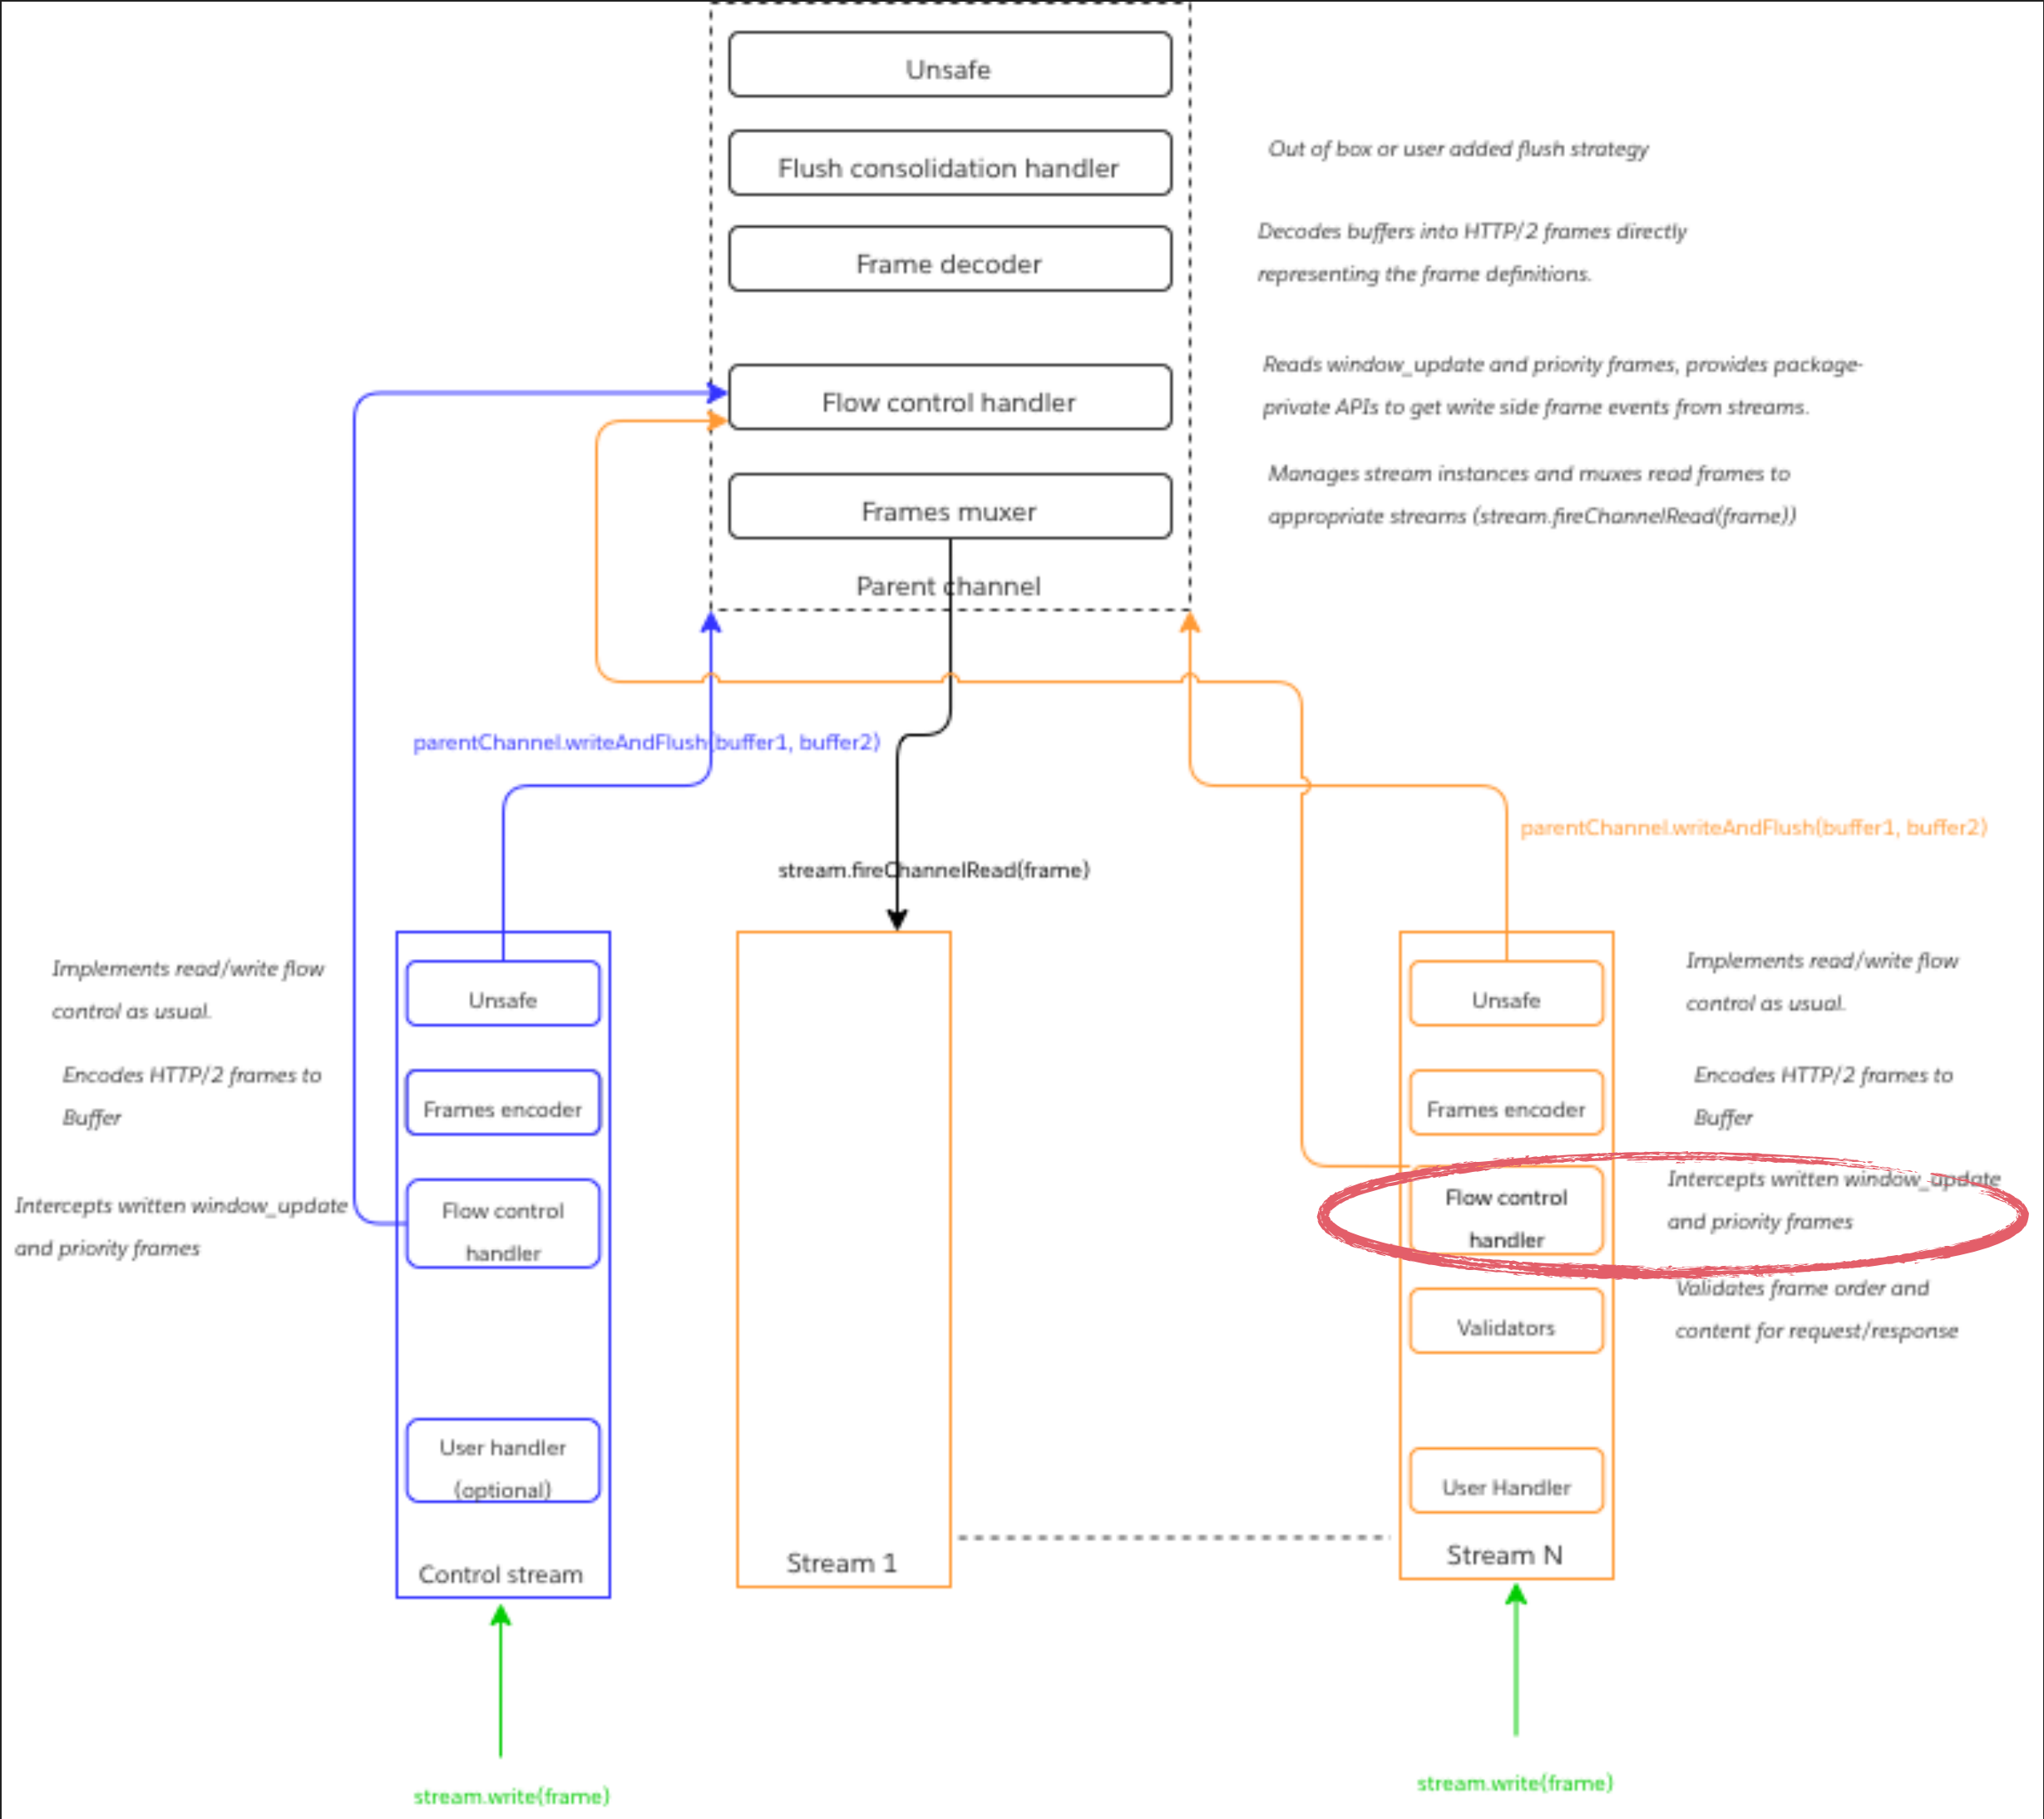 Unsafe
Flush consolidation handler
Out of box or user added flush strategy
Frame decoder
Decodes buffers into HTTP/2 frames directly
representing the frame definitions.
Flow control handler
Reads window_update and priority frames, provides package-
private APIs to get write side frame events from streams.
Frames muxer
Manages stream instances and muxes read frames to
appropriate streams (stream.fireChannelRead(frame))
Parent channel
parentChannel.writeAndFlush(buffer1, buffer2)
parentChannel.writeAndFlush(buffer1, buffer2)
stream.fireChannelRead(frame)
Implements read/write flow
control as usual.
Unsafe
Encodes HTTP/2 frames to
Buffer
Frames encoder
Intercepts written window_update
and priority frames
Flow control
handler
User handler
(optional)
Control stream
stream.write(frame)
Stream 1
Unsafe
Implements read/write flow
control as usual.
Frames encoder
Encodes HTTP/2 frames to
Buffer
Flow control
handler
Intercepts written window_update
and priority frames
Validators
Validates frame order and
content for request/response
User Handler
Stream N
stream.write(frame)